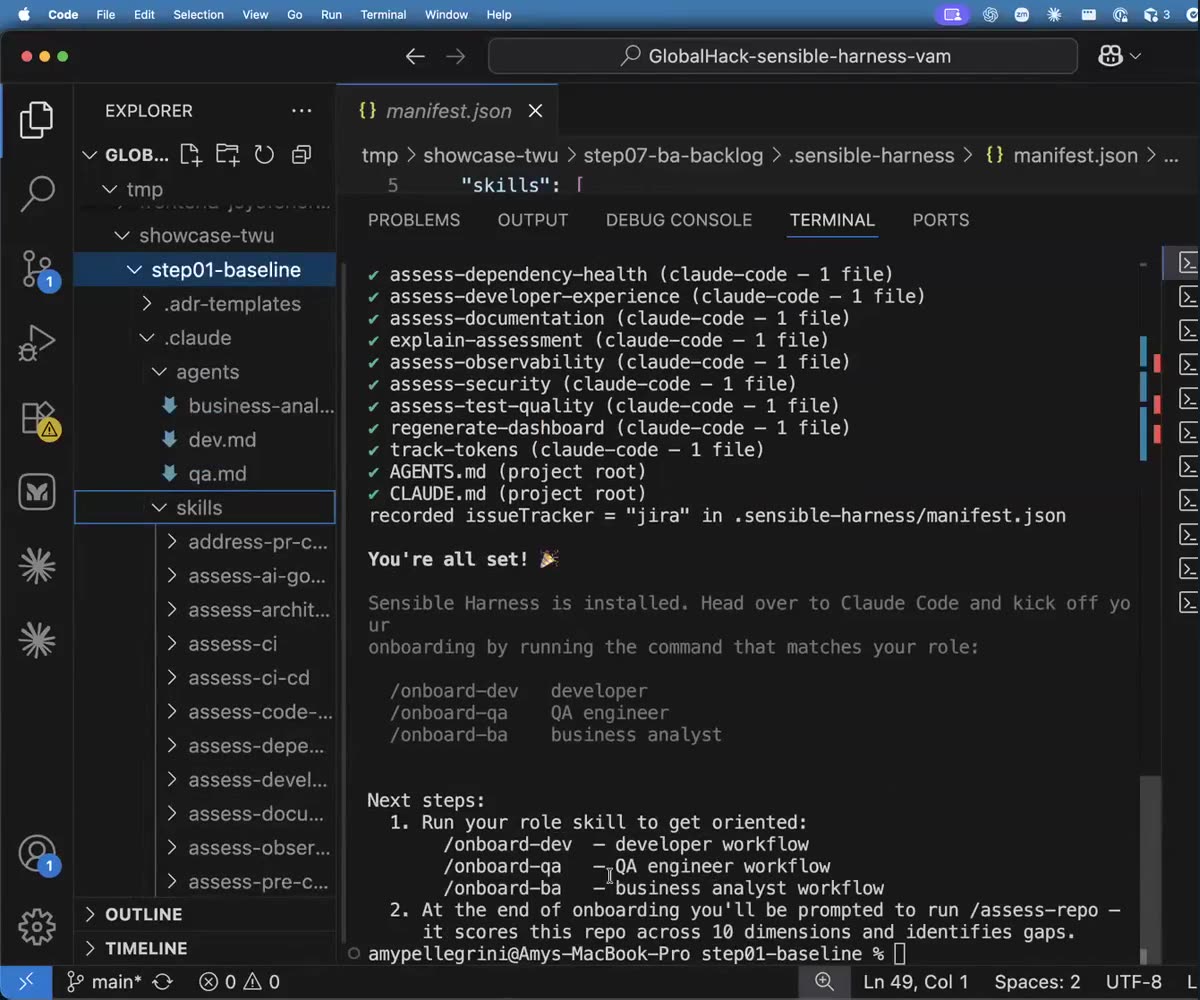 Code File Edit Selection View Go Run Terminal Window Help
zm
3
GlobalHack-sensible-harness-vam
EXPLORER
{} manifest.json
GLOB...
tmp > showcase-twu > step07-ba-backlog > .sensible-harness > {} manifest.json > ...
5 "skills": [
tmp
showcase-twu
step01-baseline
.adr-templates
.claude
agents
business-anal...
dev.md
qa.md
skills
address-pr-c...
assess-ai-go...
assess-archit...
assess-ci
assess-ci-cd
assess-code-...
assess-depe...
assess-devel...
assess-docu...
assess-obser...
assess-pre-c...
OUTLINE
TIMELINE
1
1
PROBLEMS OUTPUT DEBUG CONSOLE TERMINAL PORTS
✔ assess-dependency-health (claude-code — 1 file)
✔ assess-developer-experience (claude-code — 1 file)
✔ assess-documentation (claude-code — 1 file)
✔ explain-assessment (claude-code — 1 file)
✔ assess-observability (claude-code — 1 file)
✔ assess-security (claude-code — 1 file)
✔ assess-test-quality (claude-code — 1 file)
✔ regenerate-dashboard (claude-code — 1 file)
✔ track-tokens (claude-code — 1 file)
✔ AGENTS.md (project root)
✔ CLAUDE.md (project root)
recorded issueTracker = "jira" in .sensible-harness/manifest.json
You're all set! 🎉
Sensible Harness is installed. Head over to Claude Code and kick off yo
ur
onboarding by running the command that matches your role:
/onboard-dev developer
/onboard-qa QA engineer
/onboard-ba business analyst
Next steps:
1. Run your role skill to get oriented:
/onboard-dev — developer workflow
/onboard-qa — QA engineer workflow
/onboard-ba — business analyst workflow
2. At the end of onboarding you'll be prompted to run /assess-repo —
it scores this repo across 10 dimensions and identifies gaps.
amypellegrini@Amys-MacBook-Pro step01-baseline %
main* 0 0 Ln 49, Col 1 Spaces: 2 UTF-8 L